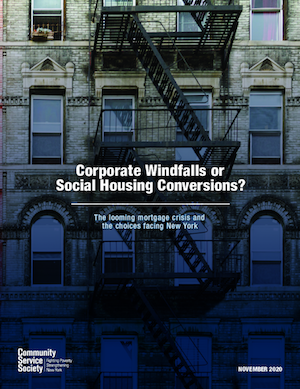 Corporate Windfalls or
Social Housing Conversions?
The looming mortgage crisis and
the choices facing New York
Community
Service
Society
Fighting Poverty
Strengthening
New York
NOVEMBER 2020